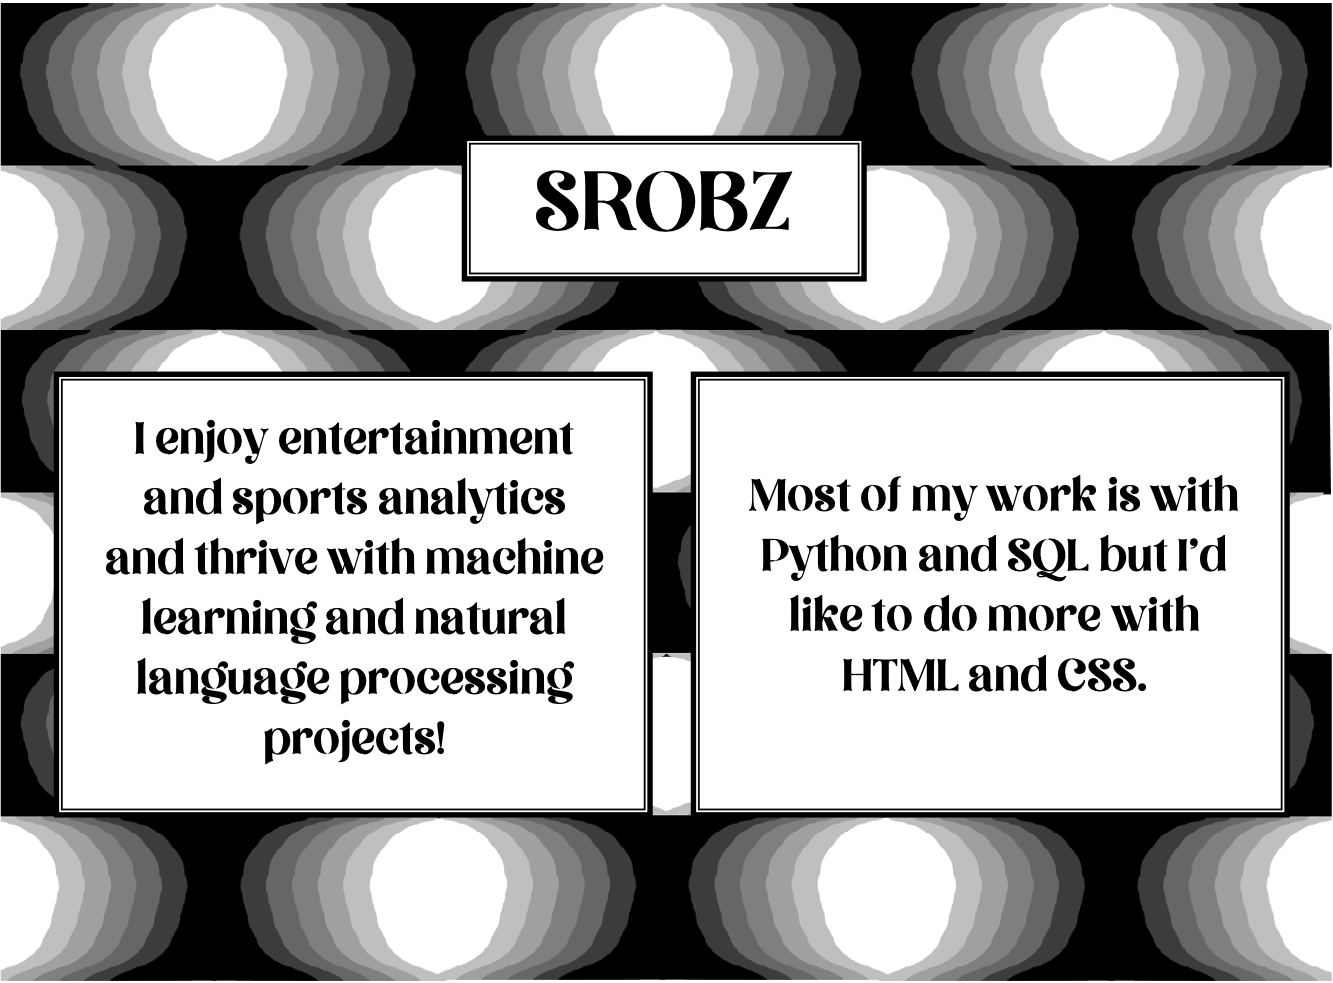 SROBZ
I enjoy entertainment
and sports analytics
and thrive with machine
learning and natural
language processing
projects!
Most of my work is with
Python and SQL but I’d
like to do more with
HTML and CSS.